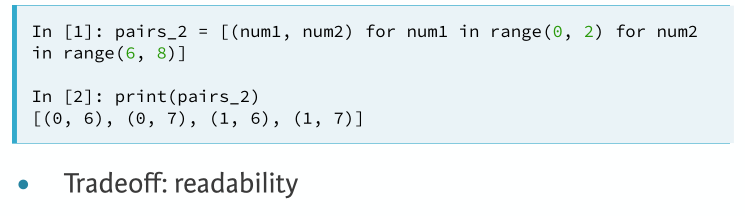 In [1]: pairs_2 = [(num1, num2) for num1 in range(0, 2) for num2
in range(6, 8)]
In [2]: print(pairs_2)
[(0, 6), (0, 7), (1, 6), (1, 7)]
• Tradeoff: readability